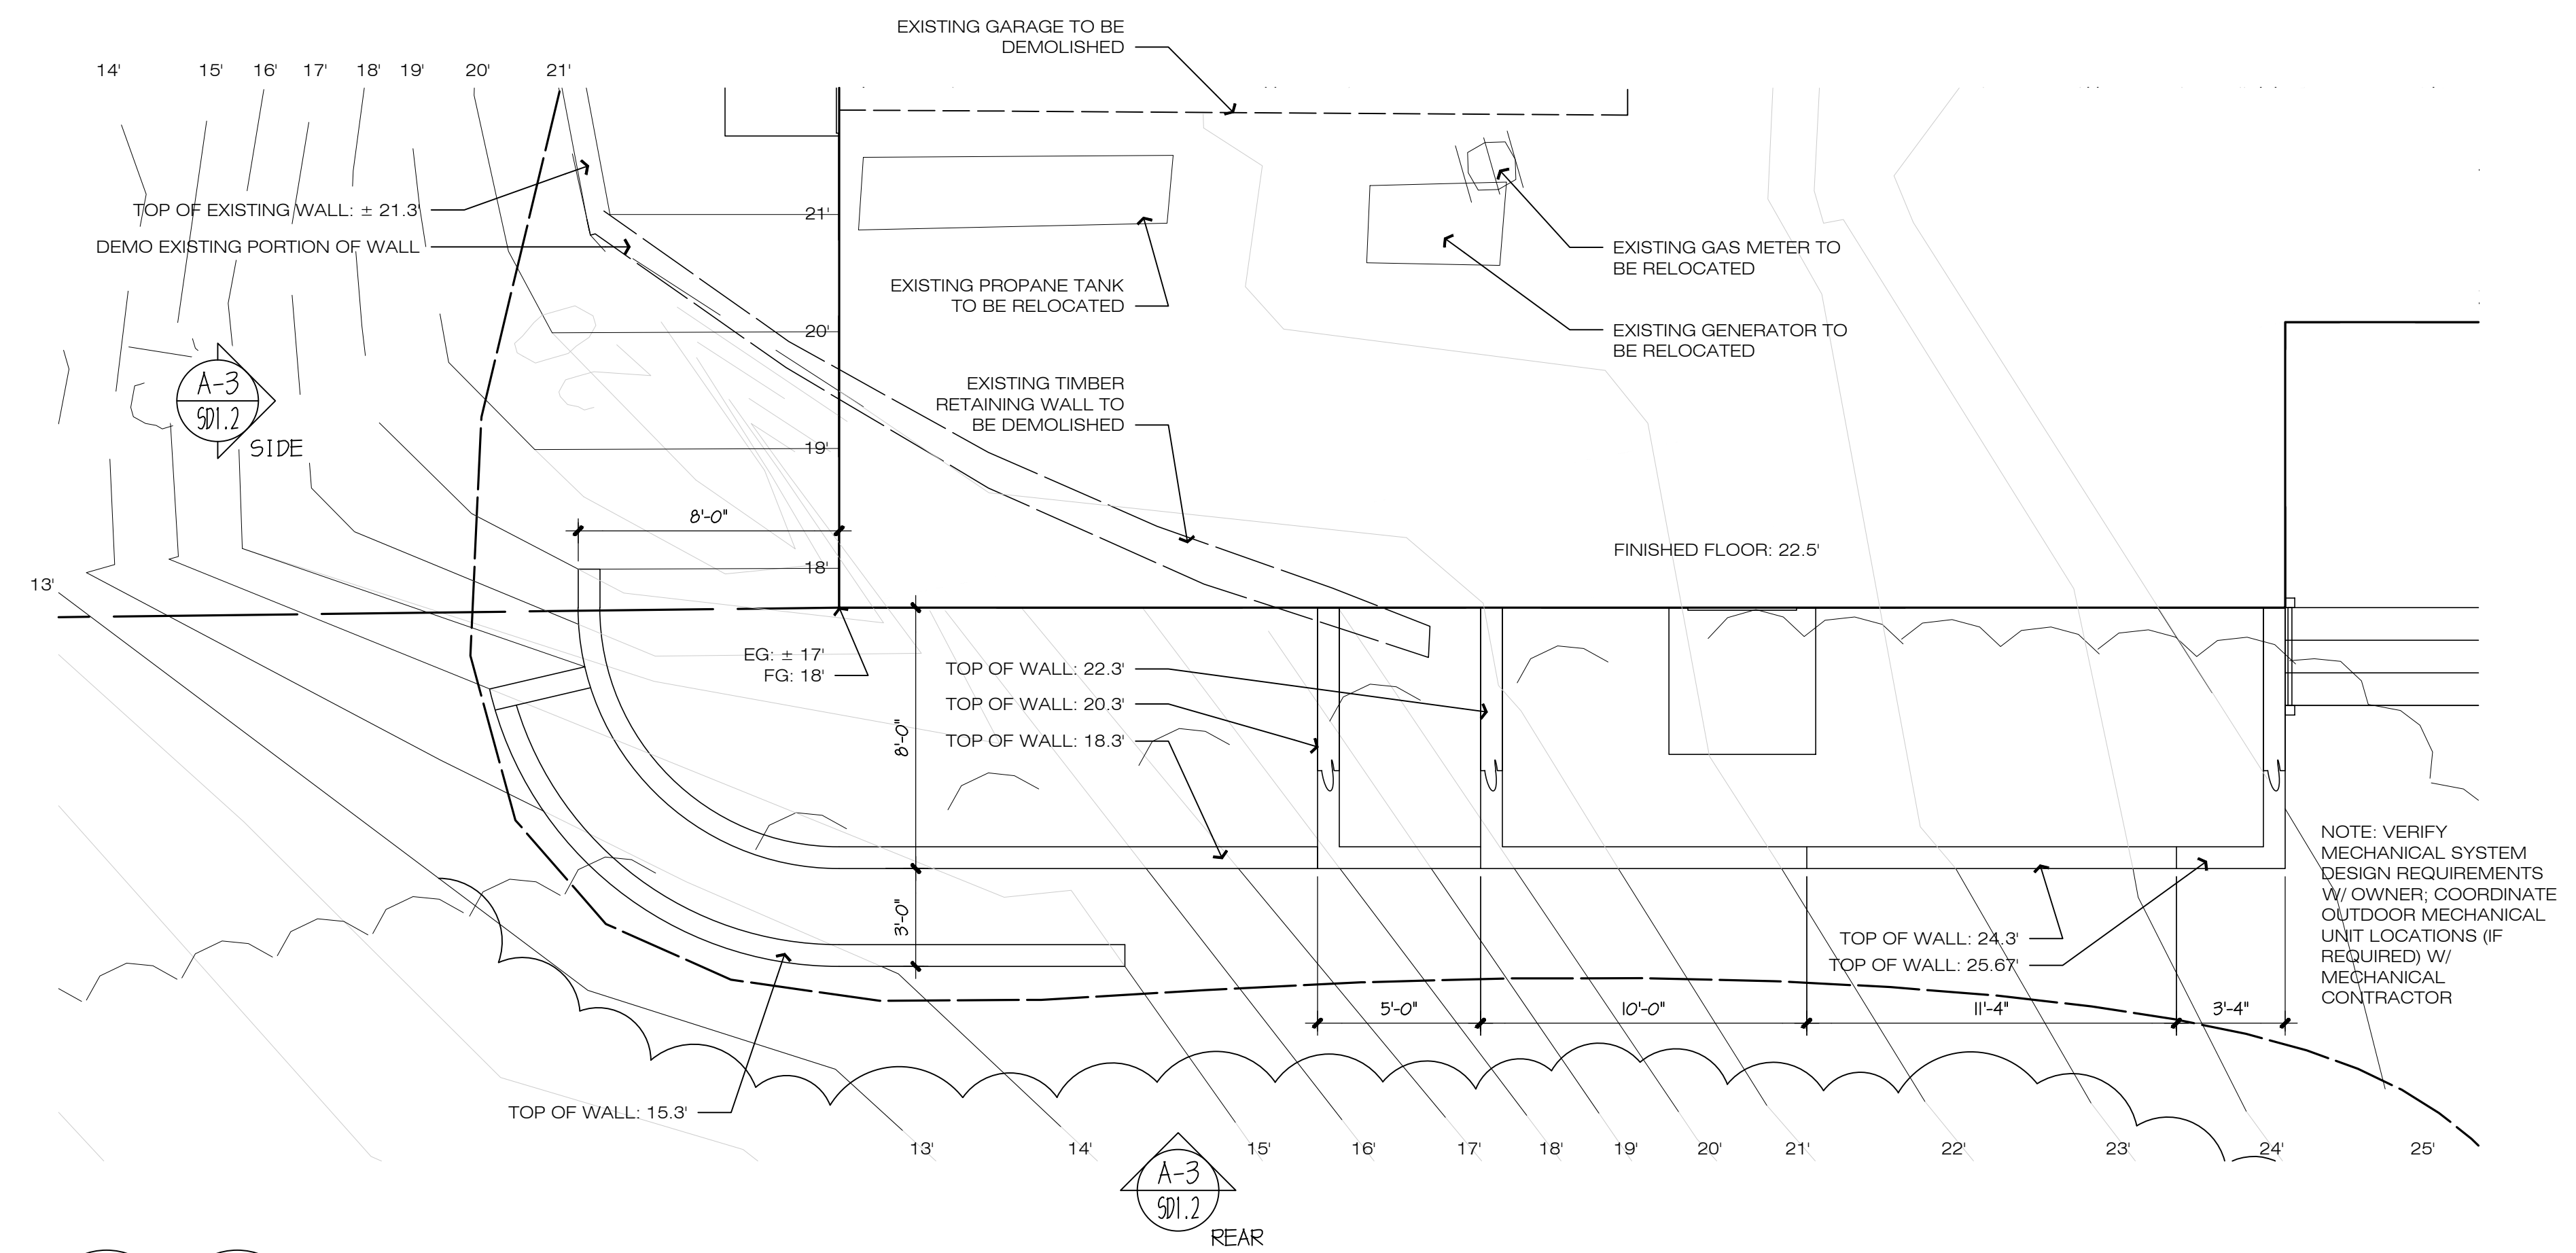 EXISTING GARAGE TO BE
DEMOLISHED
14'
15'
16'
17'
18'
19'
20'
21'
TOP OF EXISTING WALL: ± 21.3'
DEMO EXISTING PORTION OF WALL
21'
20'
19'
18'
EXISTING PROPANE TANK
TO BE RELOCATED
EXISTING GAS METER TO
BE RELOCATED
EXISTING GENERATOR TO
BE RELOCATED
EXISTING TIMBER
RETAINING WALL TO
BE DEMOLISHED
A-3
SD1.2
SIDE
8'-0"
FINISHED FLOOR: 22.5'
13'
EG: ± 17'
FG: 18'
TOP OF WALL: 22.3'
TOP OF WALL: 20.3'
TOP OF WALL: 18.3'
8'-0"
3'-0"
NOTE: VERIFY
MECHANICAL SYSTEM
DESIGN REQUIREMENTS
W/ OWNER; COORDINATE
OUTDOOR MECHANICAL
UNIT LOCATIONS (IF
REQUIRED) W/
MECHANICAL
CONTRACTOR
TOP OF WALL: 24.3'
TOP OF WALL: 25.67'
5'-0"
10'-0"
11'-4"
3'-4"
TOP OF WALL: 15.3'
13'
14'
15'
16'
17'
18'
19'
20'
21'
22'
23'
24'
25'
A-3
SD1.2
REAR